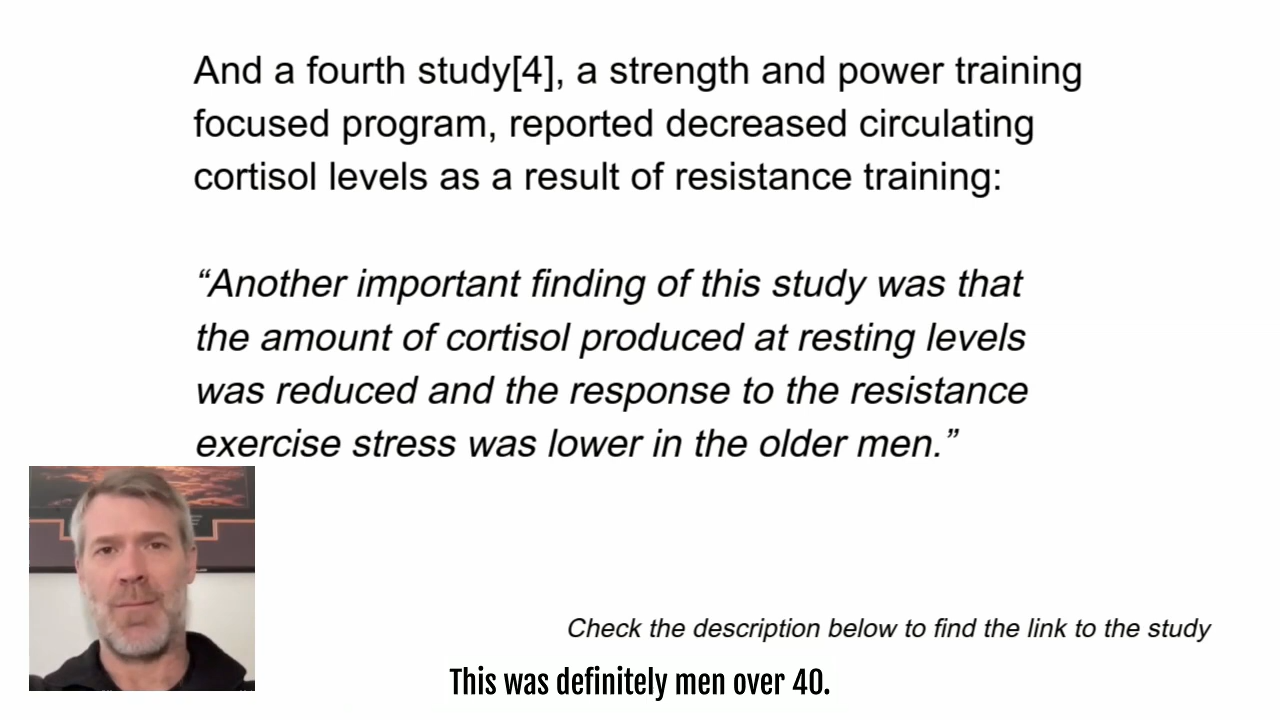 And a fourth study[4], a strength and power training
focused program, reported decreased circulating
cortisol levels as a result of resistance training:
“Another important finding of this study was that
the amount of cortisol produced at resting levels
was reduced and the response to the resistance
exercise stress was lower in the older men.”
Check the description below to find the link to the study
This was definitely men over 40.